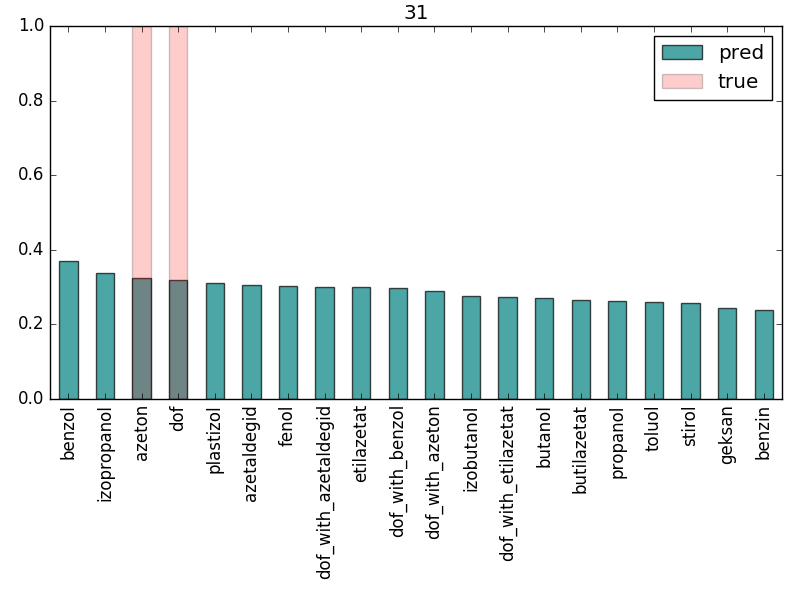 31
1.0
0.8
0.6
0.4
0.2
0.0
pred
true
benzol
izopropanol
azeton
dof
plastizol
azetaldegid
fenol
dof_with_azetaldegid
etilazetat
dof_with_benzol
dof_with_azeton
izobutanol
dof_with_etilazetat
butanol
butilazetat
propanol
toluol
stirol
geksan
benzin